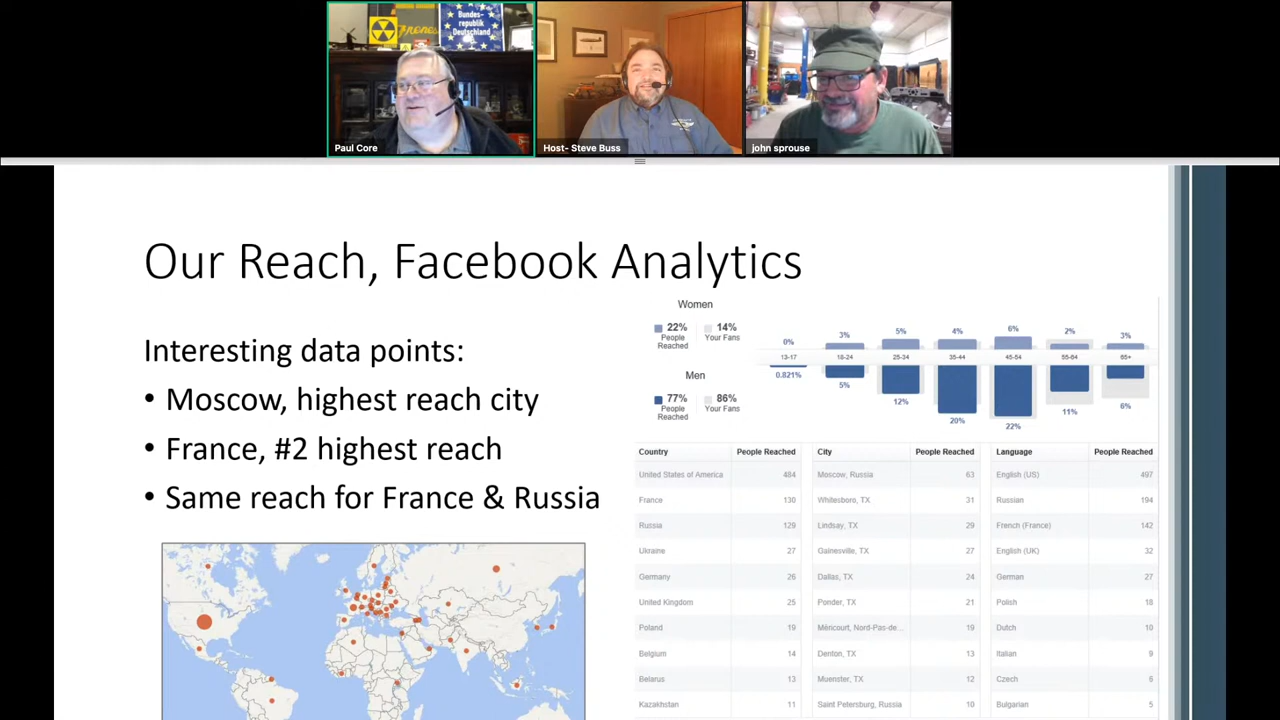 Bundes-
republik
Deutschland
Paul Core
Host- Steve Buss
john sprouse
Our Reach, Facebook Analytics
Interesting data points:
• Moscow, highest reach city
• France, #2 highest reach
• Same reach for France & Russia
Women
22% 14%
People Your Fans
Reached
Men
77% 86%
People Your Fans
Reached
0% 3% 5% 4% 6% 2% 3%
13-17 18-24 25-34 35-44 45-54 55-64 65+
0.821% 5% 12% 20% 22% 11% 6%
Country People Reached City People Reached Language People Reached
United States of America 484 Moscow, Russia 63 English (US) 497
France 130 Whitesboro, TX 31 Russian 194
Russia 129 Lindsay, TX 29 French (France) 142
Ukraine 27 Gainesville, TX 27 English (UK) 32
Germany 26 Dallas, TX 24 German 27
United Kingdom 25 Ponder, TX 21 Polish 18
Poland 19 Méricourt, Nord-Pas-de... 19 Dutch 10
Belgium 14 Denton, TX 13 Italian 9
Belarus 13 Muenster, TX 12 Czech 6
Kazakhstan 11 Saint Petersburg, Russia 10 Bulgarian 5